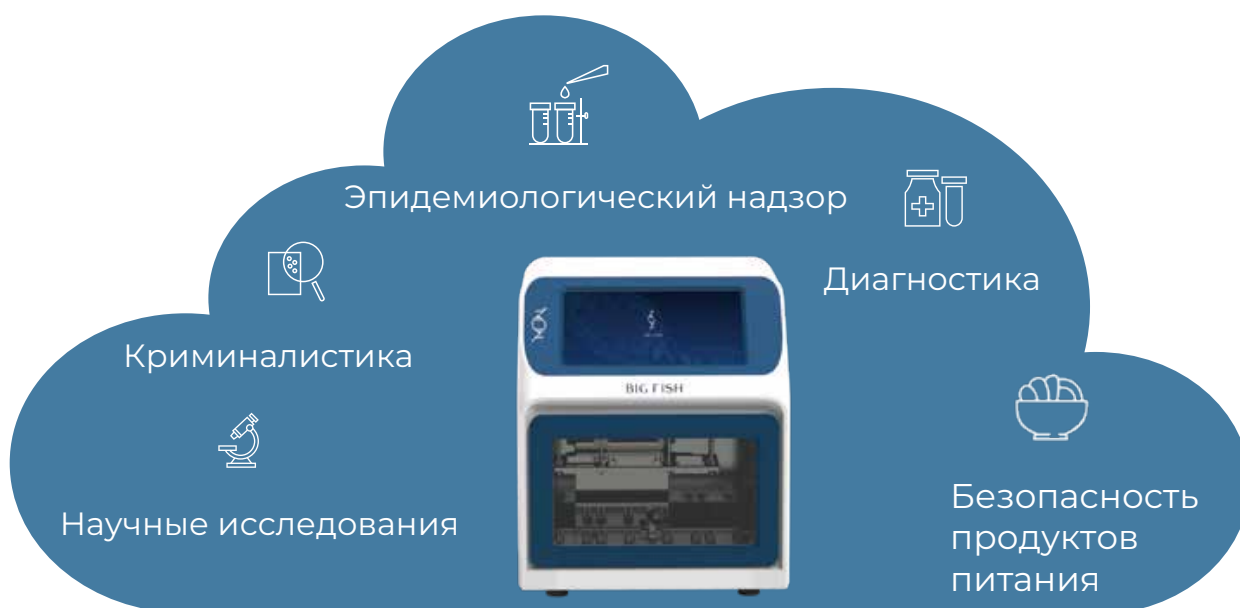 Эпидемиологический надзор
Диагностика
Криминалистика
BIG FISH
Научные исследования
Безопасность
продуктов
питания